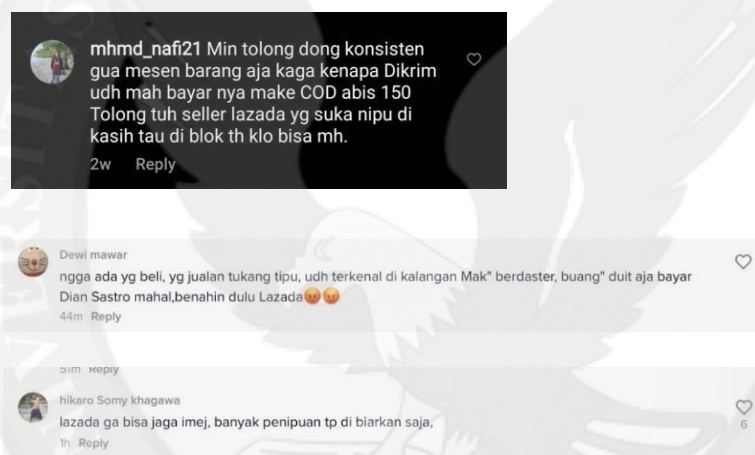 mhmd_nafi21 Min tolong dong konsisten
gua mesen barang aja kaga kenapa Dikrim
udh mah bayar nya make COD abis 150
Tolong tuh seller lazada yg suka nipu di
kasih tau di blok th klo bisa mh.
2w Reply
Dewi mawar
ngga ada yg beli, yg jualan tukang tipu, udh terkenal di kalangan Mak" berdaster, buang" duit aja bayar
Dian Sastro mahal,benahin dulu Lazada😡😡
44m Reply
51m Reply
hikaro Somy khagawa
lazada ga bisa jaga imej, banyak penipuan tp di biarkan saja,
6
1h Reply